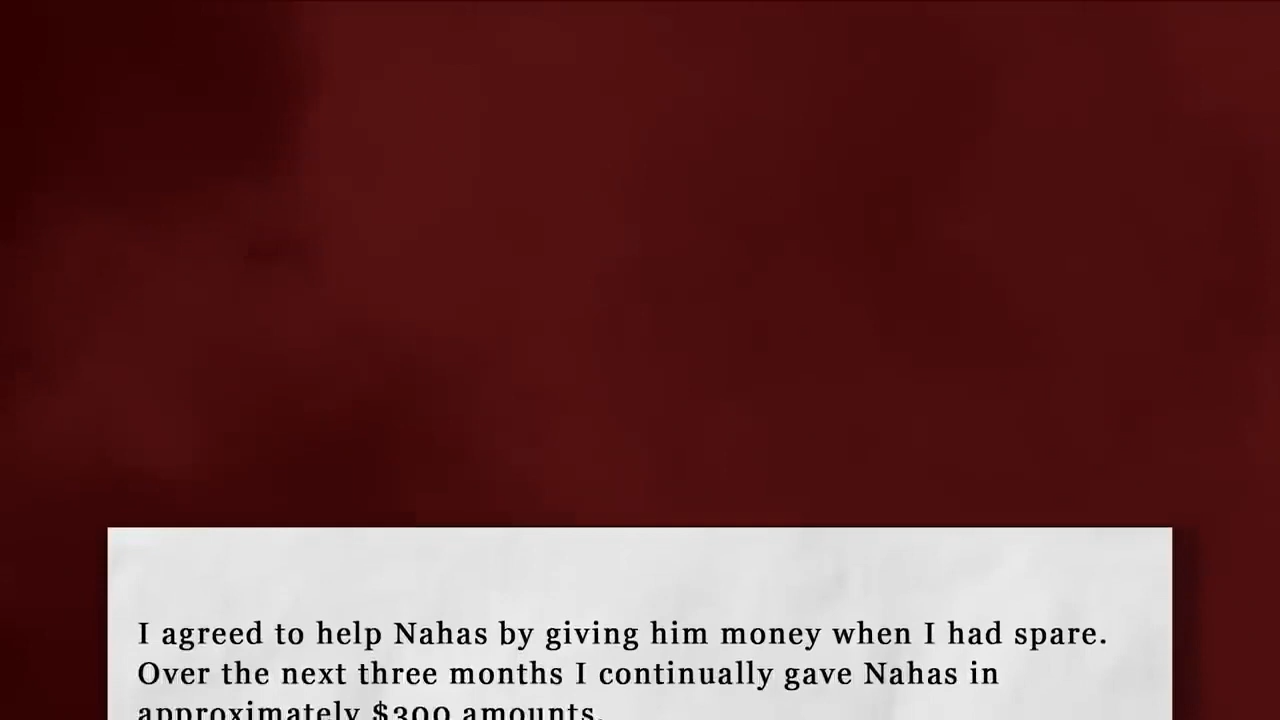 I agreed to help Nahas by giving him money when I had spare.
Over the next three months I continually gave Nahas in
approximately $300 amounts.